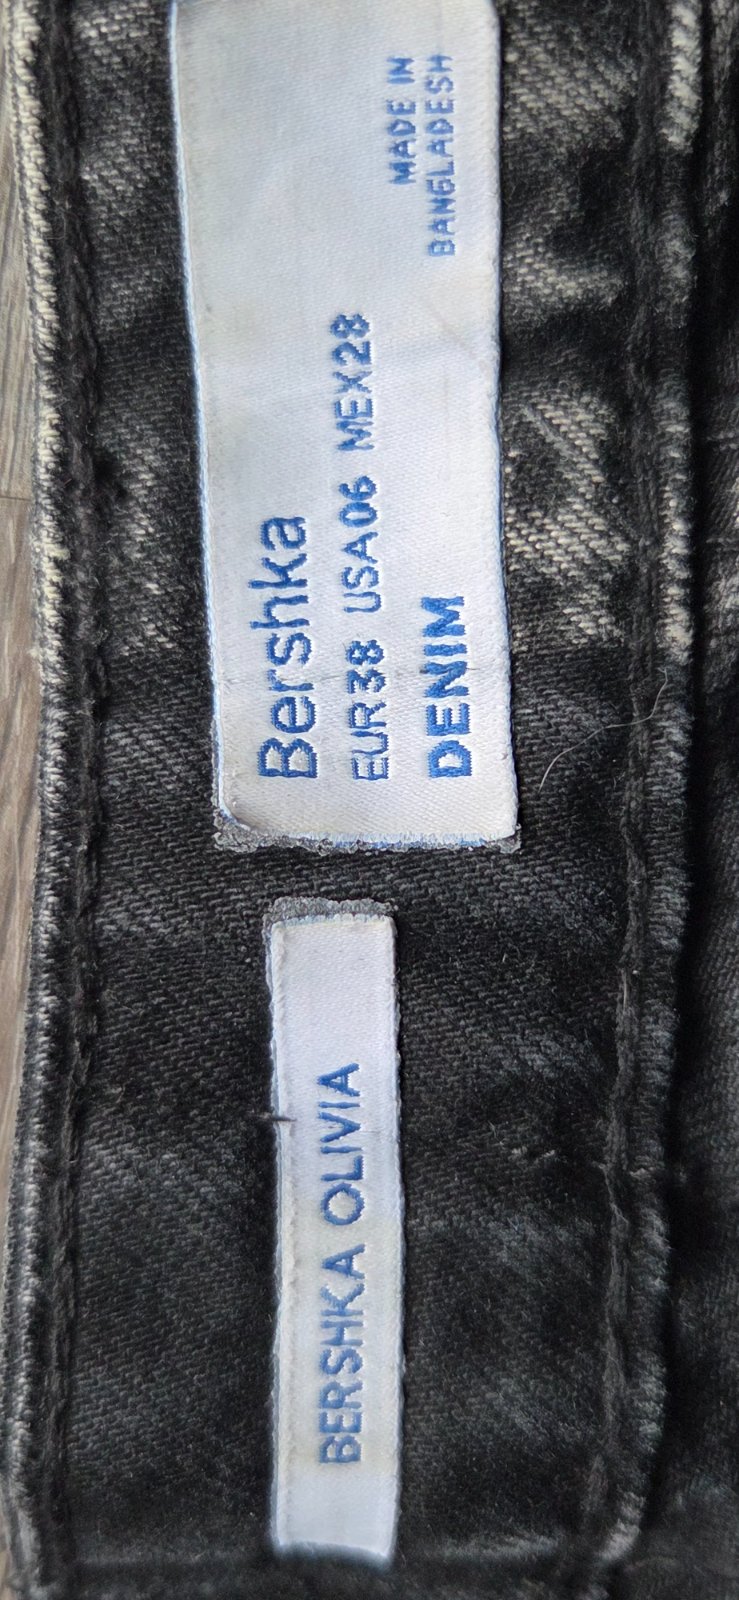 Bershka
EUR38 USA06 MEX28
DENIM
MADE IN
BANGLADESH
BERSHKA OLIVIA